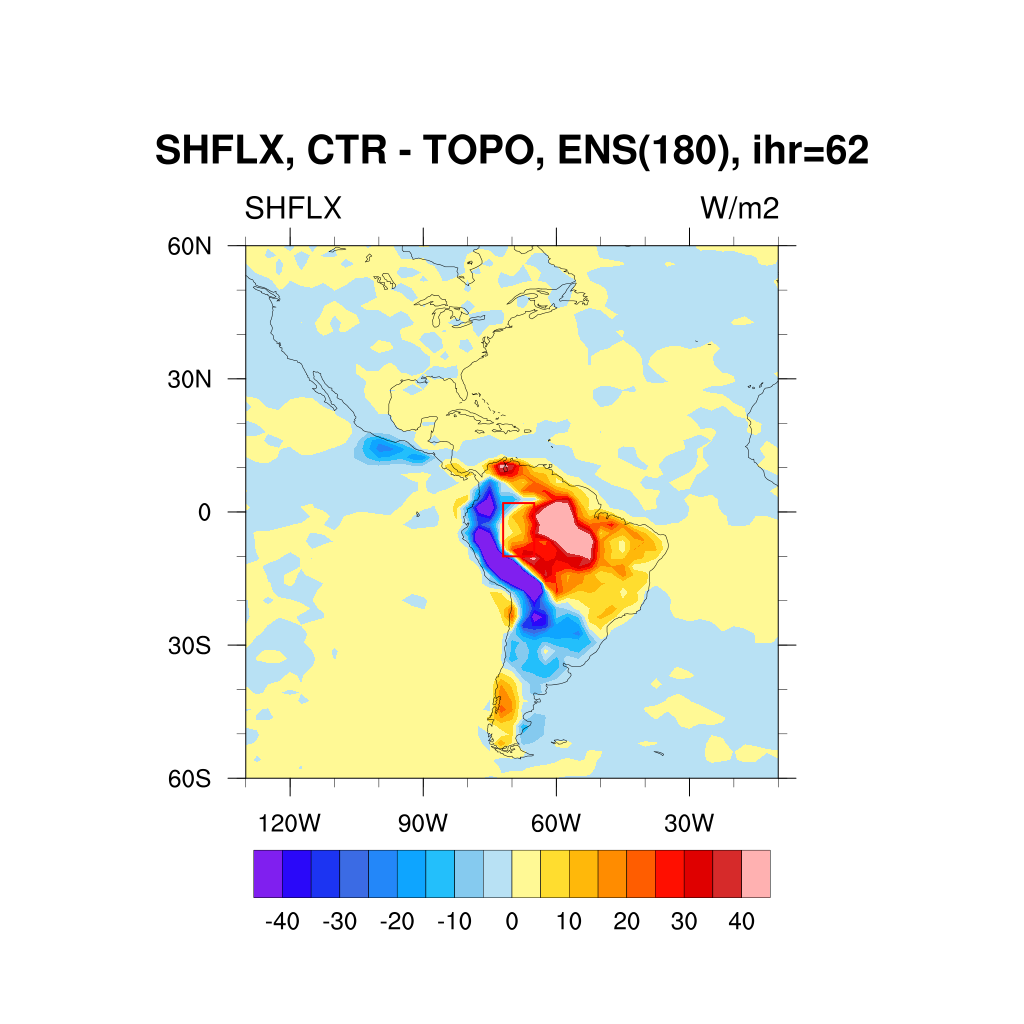 SHFLX, CTR - TOPO, ENS(180), ihr=62
SHFLX W/m2
60N
30N
0
30S
60S
120W 90W 60W 30W
-40 -30 -20 -10 0 10 20 30 40